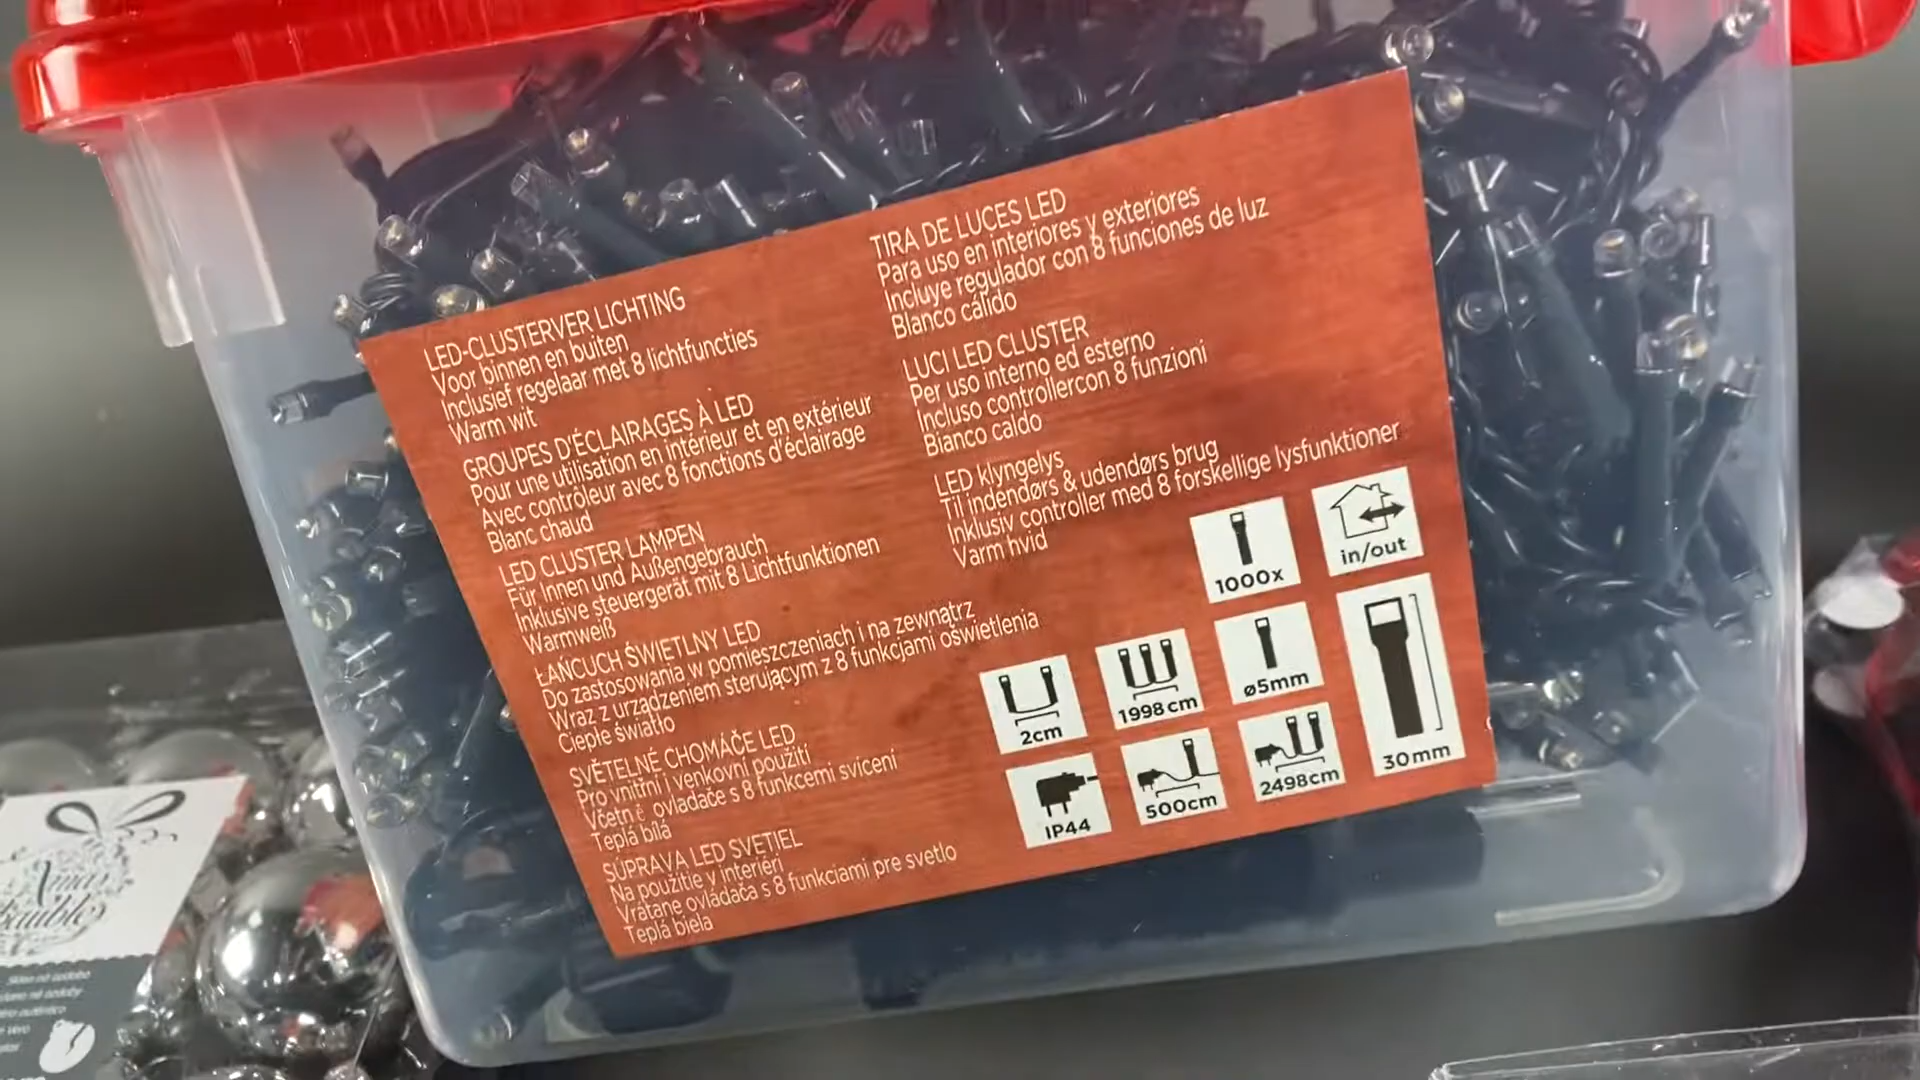 LED-CLUSTERVER LICHTING
Voor binnen en buiten
Inclusief regelaar met 8 lichtfuncties
Warm wit
GROUPES D'ÉCLAIRAGES À LED
Pour une utilisation en intérieur et en extérieur
Avec contrôleur avec 8 fonctions d'éclairage
Blanc chaud
LED CLUSTER LAMPEN
Für Innen und Außengebrauch
Inklusive steuergerät mit 8 Lichtfunktionen
Warmweiß
ŁAŃCUCH ŚWIETLNY LED
Do zastosowania w pomieszczeniach i na zewnątrz
Wraz z urządzeniem sterującym z 8 funkcjami oświetlenia
Ciepłe światło
SVĚTELNÉ CHOMÁČE LED
Pro vnitřní i venkovní použití
Včetně ovladače s 8 funkcemi svícení
Teplá bílá
SÚPRAVA LED SVETIEL
Na použitie v interiéri
Vrátane ovládača s 8 funkciami pre svetlo
Teplá biela
TIRA DE LUCES LED
Para uso en interiores y exteriores
Incluye regulador con 8 funciones de luz
Blanco cálido
LUCI LED CLUSTER
Per uso interno ed esterno
Incluso controllercon 8 funzioni
Bianco caldo
LED klyngelys
Til indendørs & udendørs brug
Inklusiv controller med 8 forskellige lysfunktioner
Varm hvid
1000x
in/out
2cm
1998cm
ø5mm
30mm
IP44
500cm
2498cm
Xmas